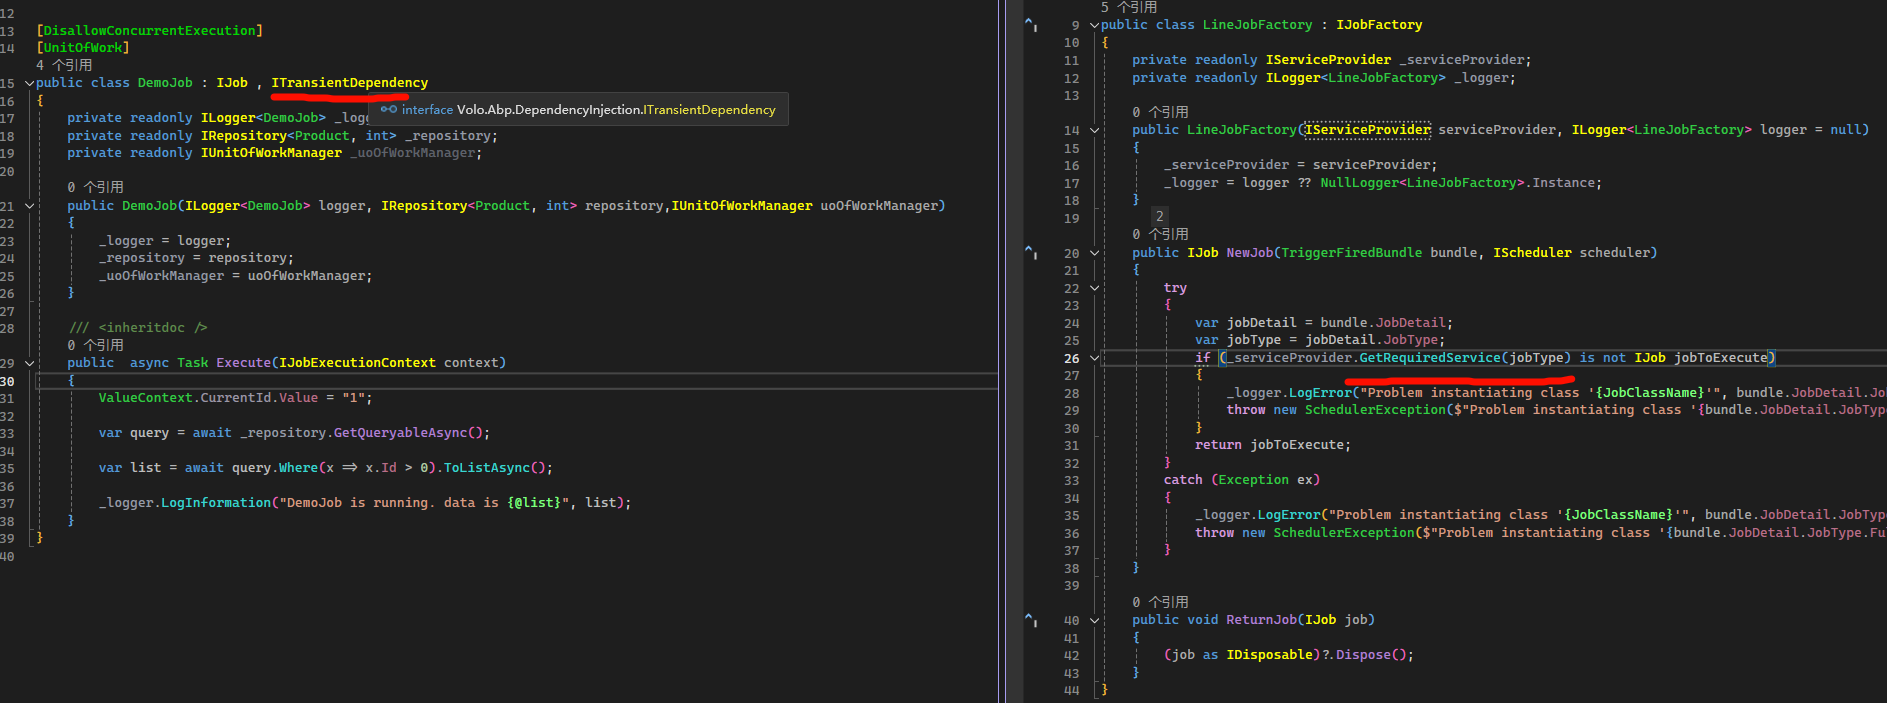 12
13 [DisallowConcurrentExecution]
14 [UnitOfWork]
4 个引用
15 public class DemoJob : IJob , ITransientDependency
interface Volo.Abp.DependencyInjection.ITransientDependency
16 {
17 private readonly ILogger<DemoJob> _logg
18 private readonly IRepository<Product, int> _repository;
19 private readonly IUnitOfWorkManager _uoOfWorkManager;
20
0 个引用
21 public DemoJob(ILogger<DemoJob> logger, IRepository<Product, int> repository,IUnitOfWorkManager uoOfWorkManager)
22 {
23 _logger = logger;
24 _repository = repository;
25 _uoOfWorkManager = uoOfWorkManager;
26 }
27
28 /// <inheritdoc />
0 个引用
29 public async Task Execute(IJobExecutionContext context)
30 {
31 ValueContext.CurrentId.Value = "1";
32
33 var query = await _repository.GetQueryableAsync();
34
35 var list = await query.Where(x => x.Id > 0).ToListAsync();
36
37 _logger.LogInformation("DemoJob is running. data is {@list}", list);
38 }
39 }
40
5 个引用
9 public class LineJobFactory : IJobFactory
10 {
11 private readonly IServiceProvider _serviceProvider;
12 private readonly ILogger<LineJobFactory> _logger;
13
0 个引用
14 public LineJobFactory(IServiceProvider serviceProvider, ILogger<LineJobFactory> logger = null)
15 {
16 _serviceProvider = serviceProvider;
17 _logger = logger ?? NullLogger<LineJobFactory>.Instance;
18 }
19 2
0 个引用
20 public IJob NewJob(TriggerFiredBundle bundle, IScheduler scheduler)
21 {
22 try
23 {
24 var jobDetail = bundle.JobDetail;
25 var jobType = jobDetail.JobType;
26 if (_serviceProvider.GetRequiredService(jobType) is not IJob jobToExecute)
27 {
28 _logger.LogError("Problem instantiating class '{JobClassName}'", bundle.JobDetail.Jo
29 throw new SchedulerException($"Problem instantiating class '{bundle.JobDetail.JobType
30 }
31 return jobToExecute;
32 }
33 catch (Exception ex)
34 {
35 _logger.LogError("Problem instantiating class '{JobClassName}'", bundle.JobDetail.JobType
36 throw new SchedulerException($"Problem instantiating class '{bundle.JobDetail.JobType.Fu
37 }
38 }
39
0 个引用
40 public void ReturnJob(IJob job)
41 {
42 (job as IDisposable)?.Dispose();
43 }
44 }